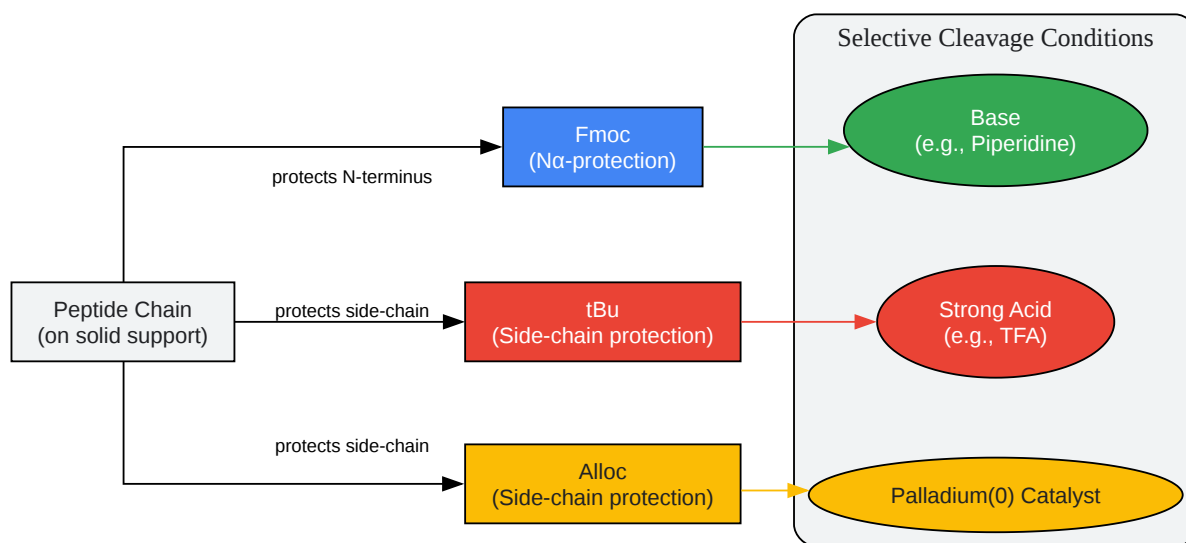 Selective Cleavage Conditions
Fmoc
(Nα-protection)
Base
(e.g., Piperidine)
protects N-terminus
Peptide Chain
(on solid support)
protects side-chain
tBu
(Side-chain protection)
Strong Acid
(e.g., TFA)
protects side-chain
Alloc
(Side-chain protection)
Palladium(0) Catalyst